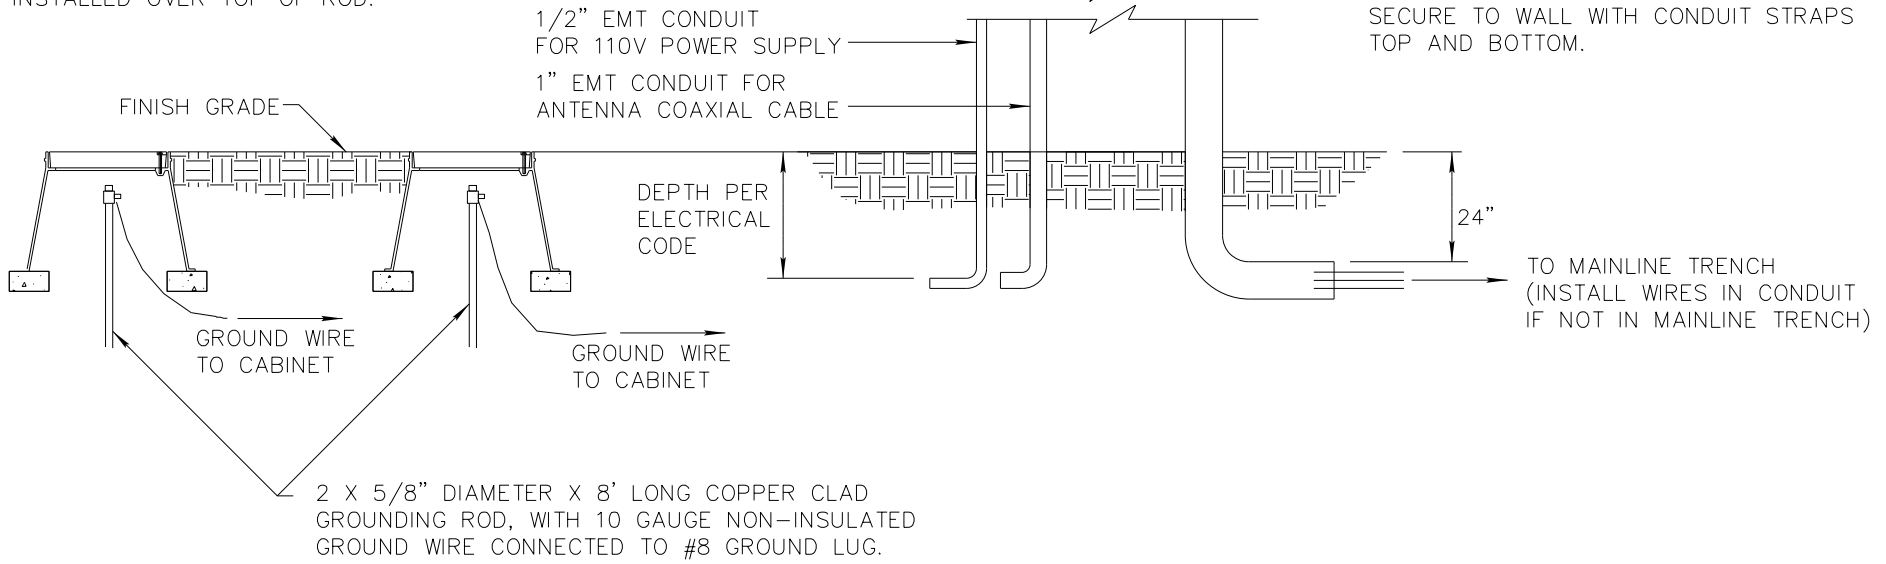 INSTALLED OVER TOP OF ROD.
1/2" EMT CONDUIT
FOR 110V POWER SUPPLY
1" EMT CONDUIT FOR
ANTENNA COAXIAL CABLE
SECURE TO WALL WITH CONDUIT STRAPS
TOP AND BOTTOM.
FINISH GRADE
DEPTH PER
ELECTRICAL
CODE
24"
TO MAINLINE TRENCH
(INSTALL WIRES IN CONDUIT
IF NOT IN MAINLINE TRENCH)
GROUND WIRE
TO CABINET
GROUND WIRE
TO CABINET
2 X 5/8" DIAMETER X 8' LONG COPPER CLAD
GROUNDING ROD, WITH 10 GAUGE NON-INSULATED
GROUND WIRE CONNECTED TO #8 GROUND LUG.